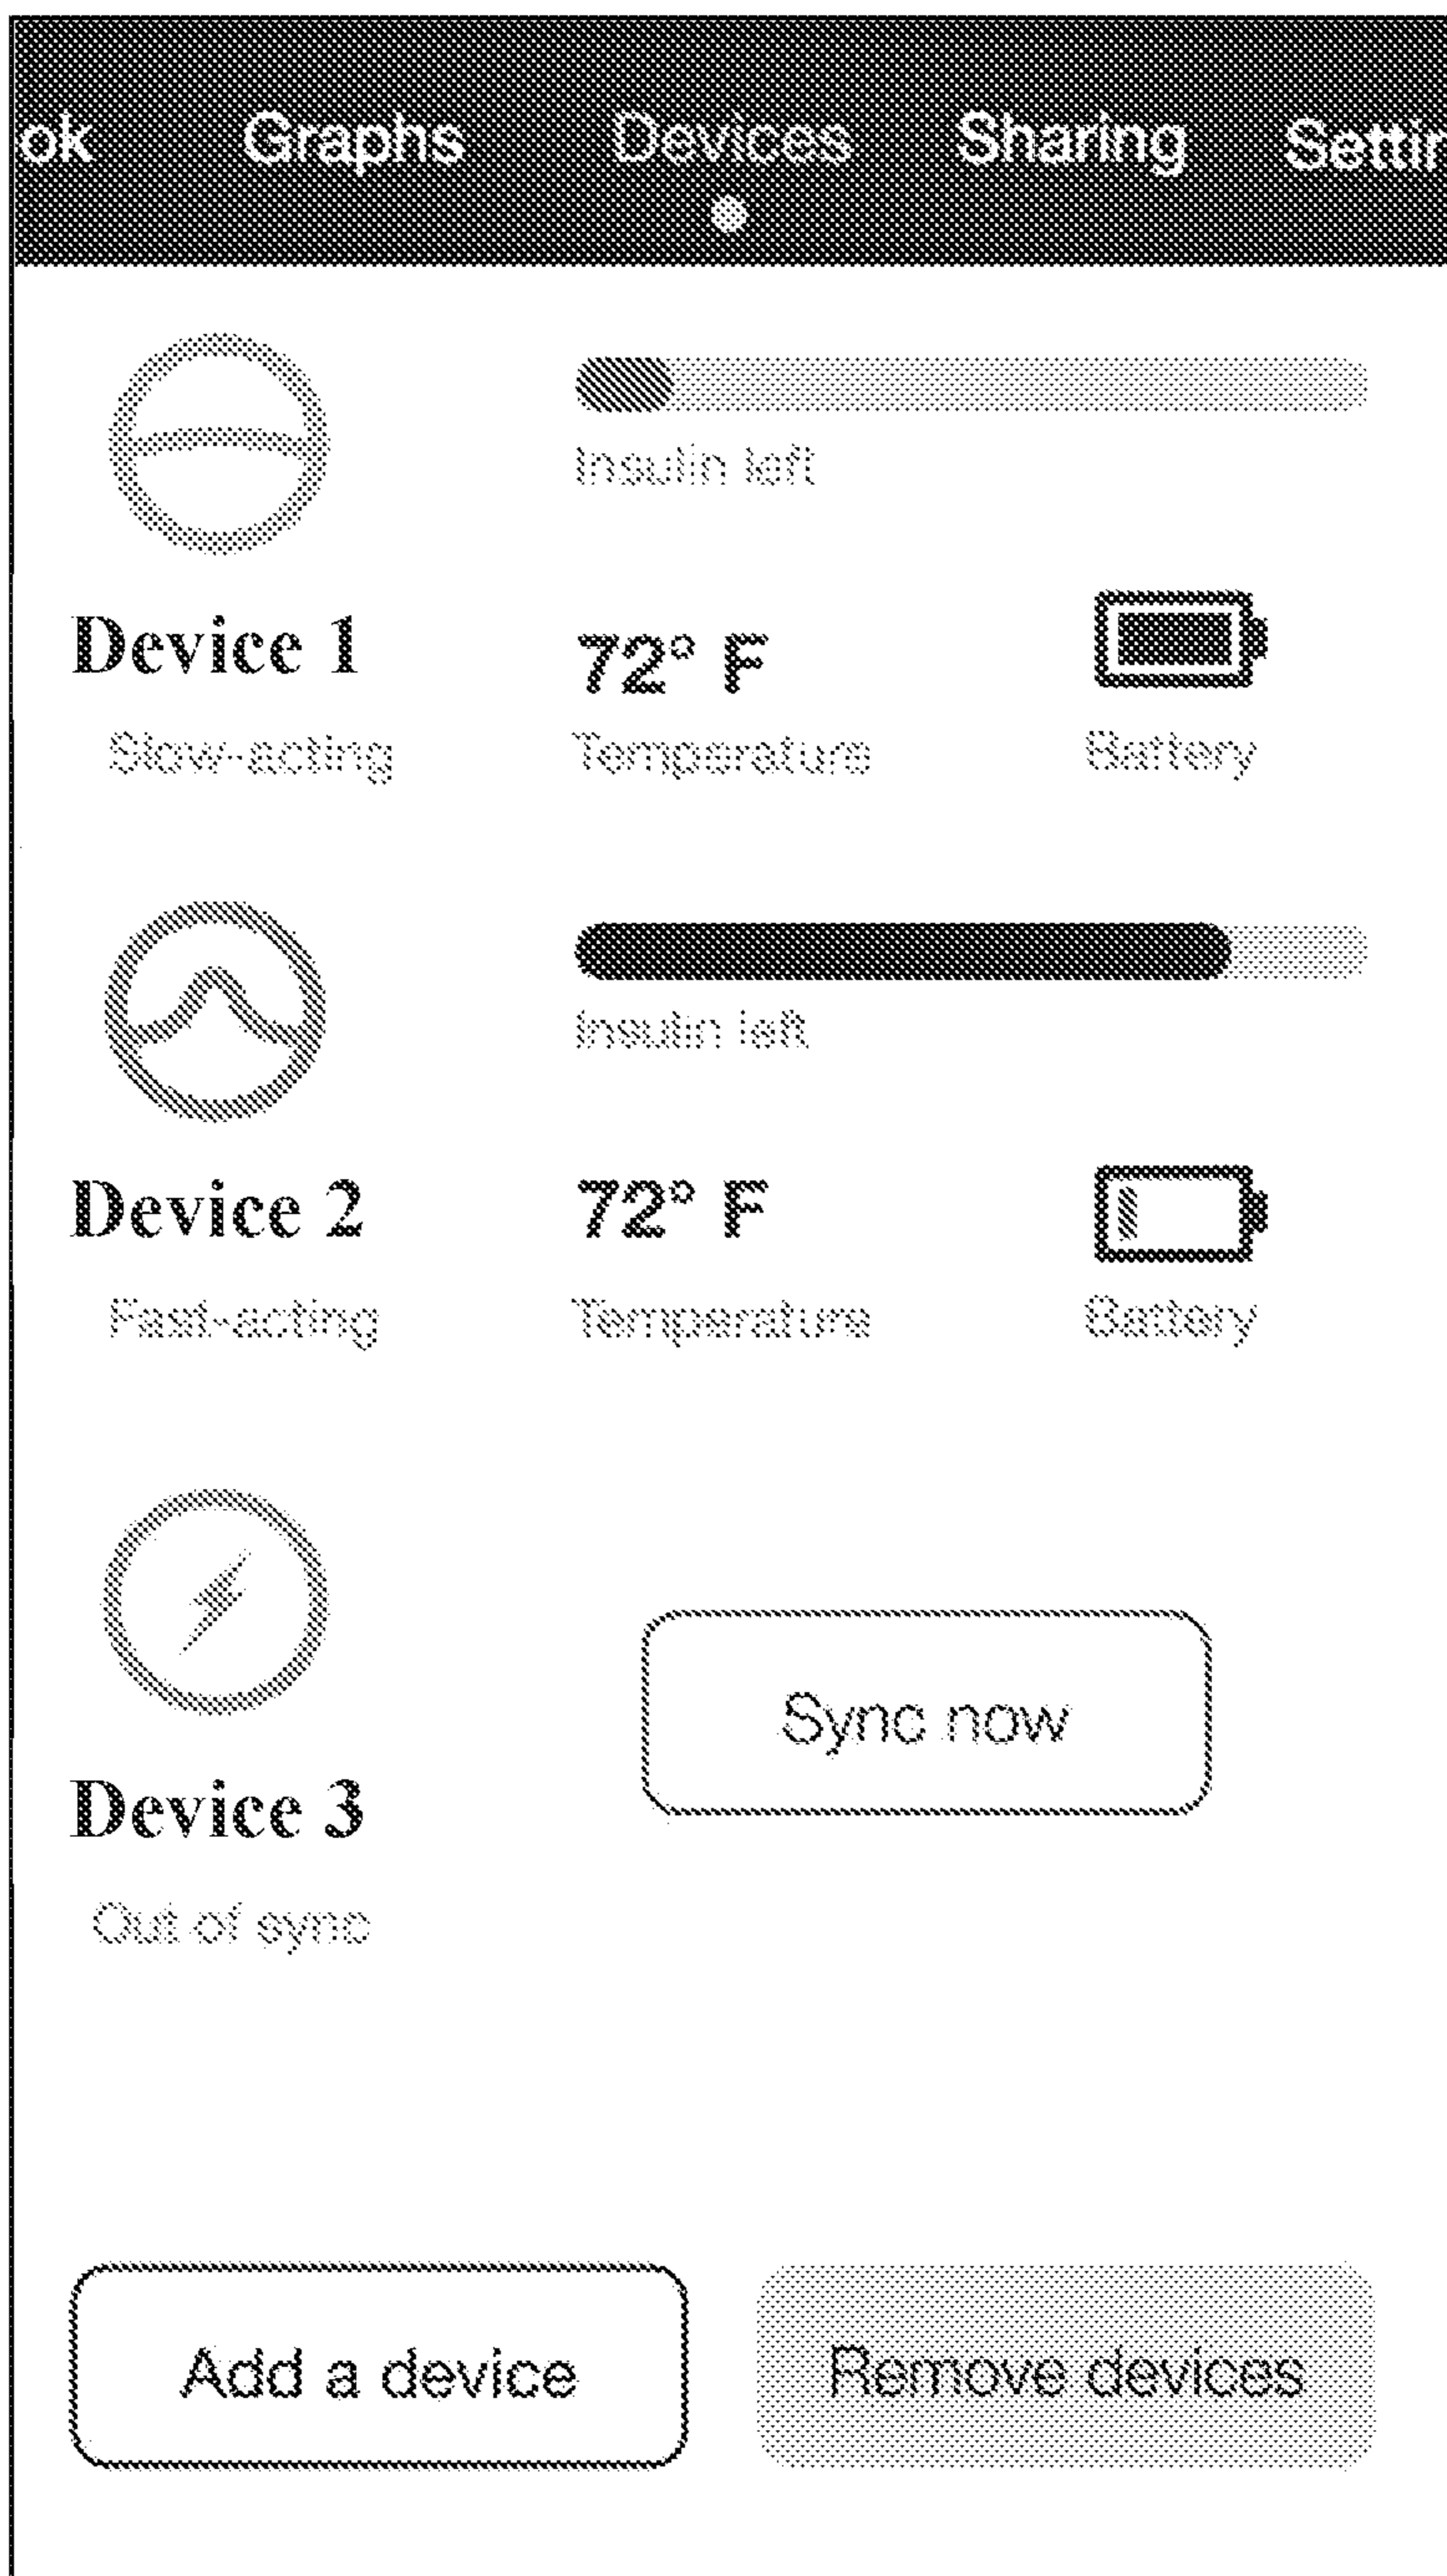 ok Graphs Devices Sharing Settin
Insulin left
Device 1 72° F
Slow-acting Temperature Battery
Insulin left
Device 2 72° F
Fast-acting Temperature Battery
Sync now
Device 3
Out of sync
Add a device Remove devices